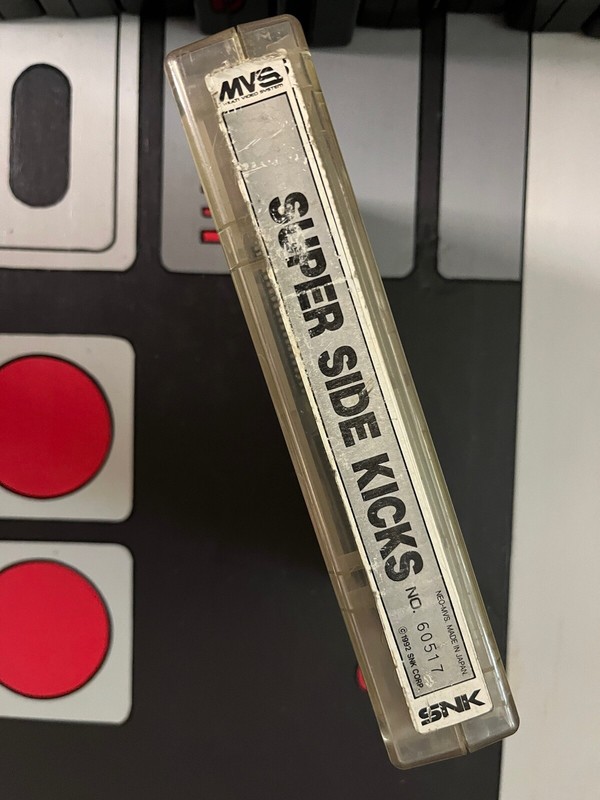 MVS
MULTI VIDEO SYSTEM
SUPER SIDE KICKS
NO. 60517
NEO-MVS. MADE IN JAPAN.
©1992 SNK CORP.
SNK